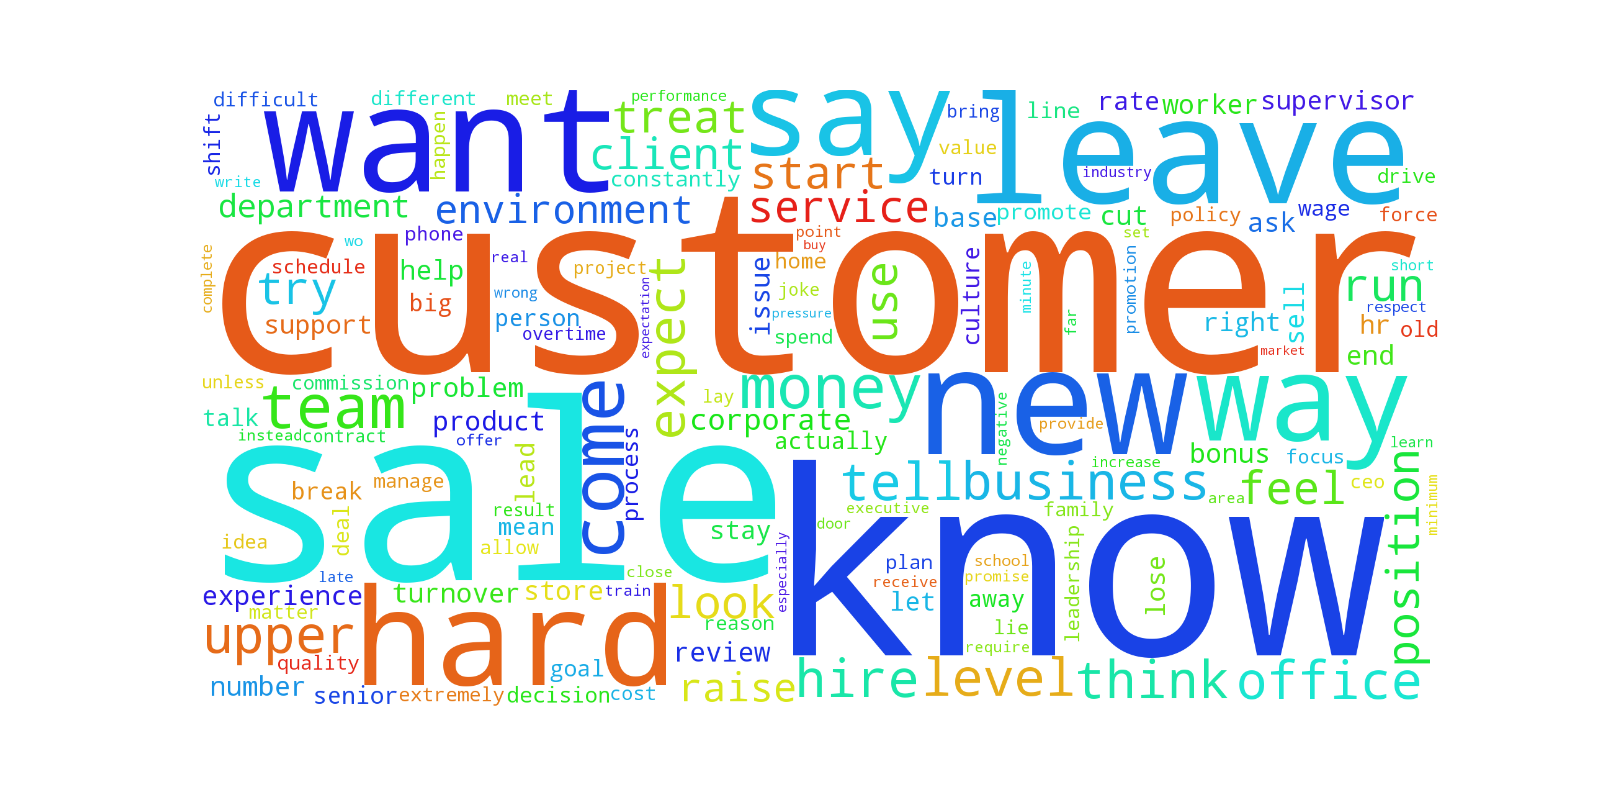 difficult
different
meet
performance
want
treat
say
bring
line
leave
rate
worker
supervisor
shift
happen
client
value
industry
write
constantly
start
turn
drive
department
environment
service
base
promote
cut
policy
ask
wage
force
customer
wo
phone
real
point
buy
set
complete
schedule
help
project
home
culture
minute
promotion
short
try
big
wrong
expectation
expect
issue
joke
use
far
sell
run
respect
support
person
overtime
pressure
spend
right
hr
old
market
end
unless
commission
problem
come
lay
money
new
way
talk
team
product
corporate
negative
provide
learn
instead
contract
offer
actually
sale
lead
process
tell
business
increase
bonus
focus
position
break
manage
know
area
feel
ceo
minimum
deal
result
executive
family
idea
mean
stay
door
allow
especially
leadership
late
close
plan
school
lose
experience
turnover
store
train
look
receive
promise
matter
hard
let
away
upper
reason
lie
quality
goal
review
require
number
senior
extremely
decision
cost
raise
hire
level
think
office